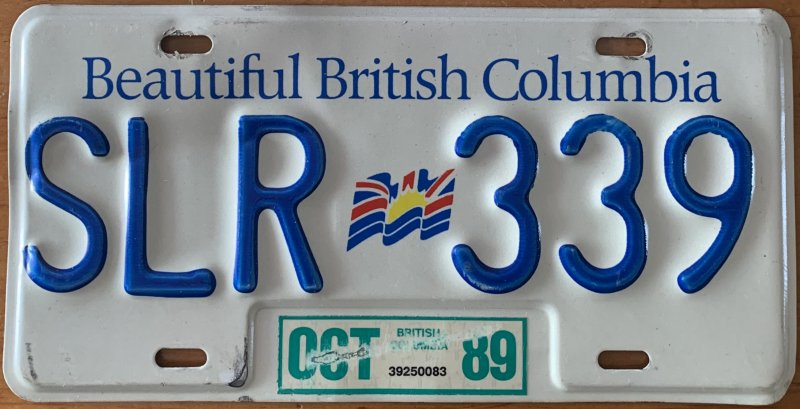 Beautiful British Columbia
SLR 339
OCT BRITISH COLUMBIA 89
39250083